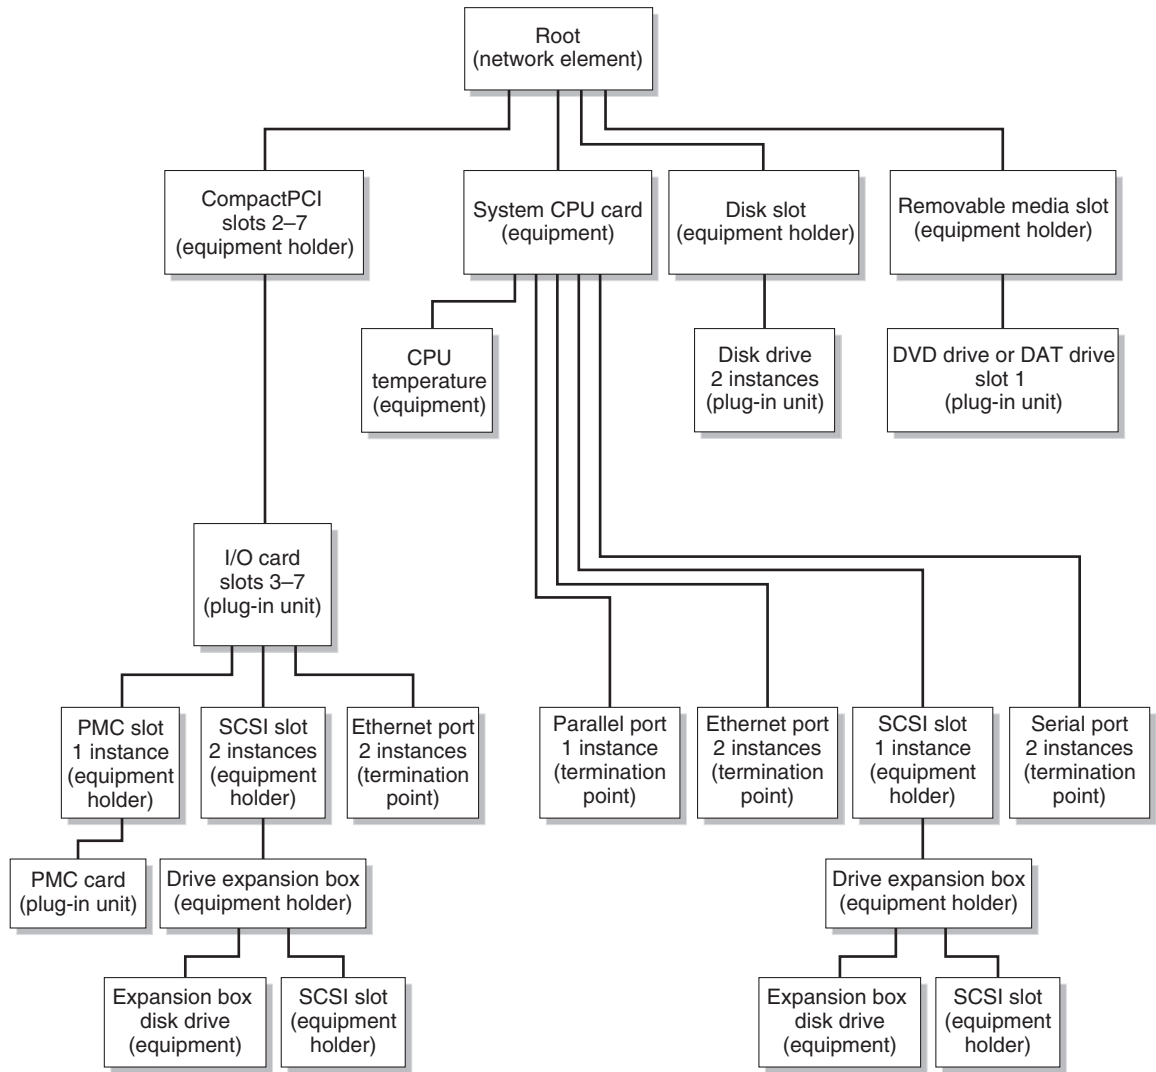 Root
(network element)
CompactPCI
slots 2–7
(equipment holder)
System CPU card
(equipment)
Disk slot
(equipment holder)
Removable media slot
(equipment holder)
CPU
temperature
(equipment)
Disk drive
2 instances
(plug-in unit)
DVD drive or DAT drive
slot 1
(plug-in unit)
I/O card
slots 3–7
(plug-in unit)
PMC slot
1 instance
(equipment
holder)
SCSI slot
2 instances
(equipment
holder)
Ethernet port
2 instances
(termination
point)
Parallel port
1 instance
(termination
point)
Ethernet port
2 instances
(termination
point)
SCSI slot
1 instance
(equipment
holder)
Serial port
2 instances
(termination
point)
PMC card
(plug-in unit)
Drive expansion box
(equipment holder)
Drive expansion box
(equipment holder)
Expansion box
disk drive
(equipment)
SCSI slot
(equipment
holder)
Expansion box
disk drive
(equipment)
SCSI slot
(equipment
holder)